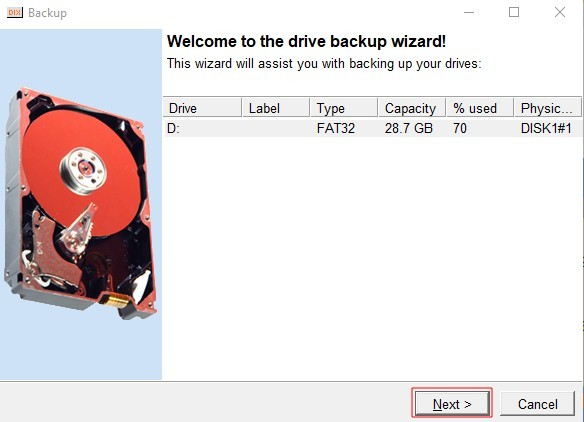 DIX Backup
Welcome to the drive backup wizard!
This wizard will assist you with backing up your drives:
Drive Label Type Capacity % used Physic...
D: FAT32 28.7 GB 70 DISK1#1
Next > Cancel